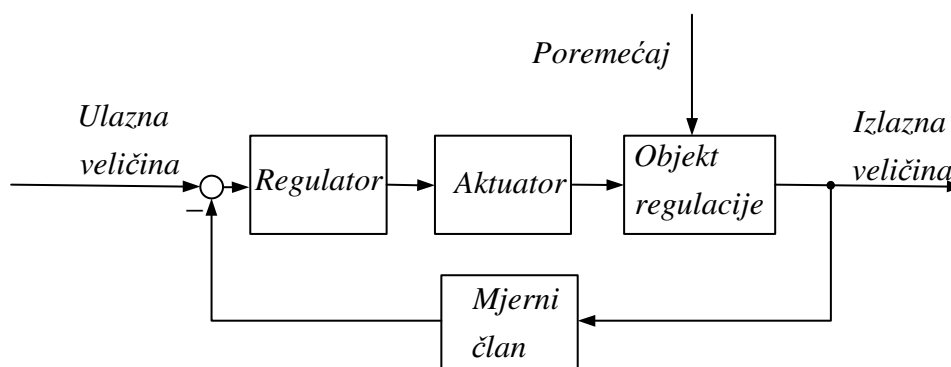 Poremećaj
Ulazna
veličina
Izlazna
veličina
Regulator
Aktuator
Objekt
regulacije
–
Mjerni
član